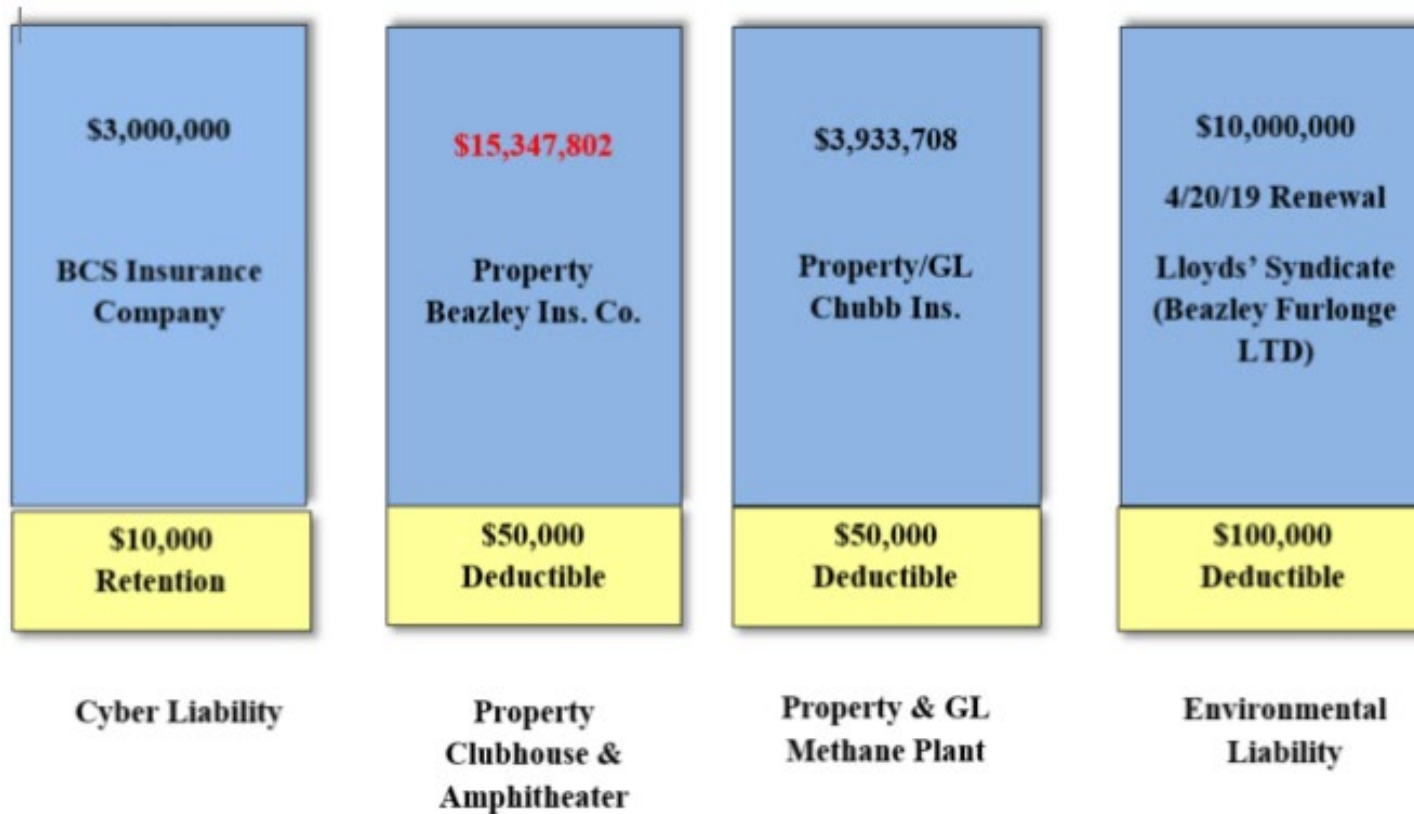 $3,000,000
BCS Insurance
Company
$10,000
Retention
Cyber Liability
$15,347,802
Property
Beazley Ins. Co.
$50,000
Deductible
Property
Clubhouse &
Amphitheater
$3,933,708
Property/GL
Chubb Ins.
$50,000
Deductible
Property & GL
Methane Plant
$10,000,000
4/20/19 Renewal
Lloyds’ Syndicate
(Beazley Furlonge
LTD)
$100,000
Deductible
Environmental
Liability